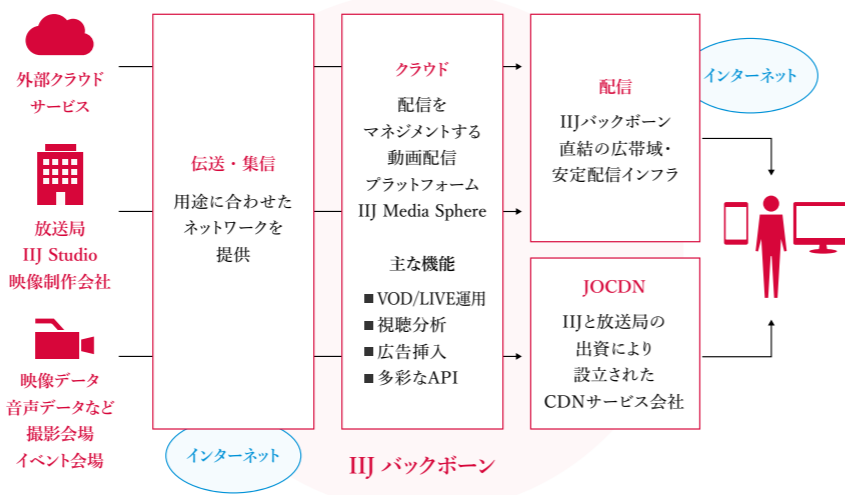 外部クラウド
サービス
放送局
IIJ Studio
映像制作会社
映像データ
音声データなど
撮影会場
イベント会場
伝送・集信
用途に合わせた
ネットワークを
提供
インターネット
クラウド
配信を
マネジメントする
動画配信
プラットフォーム
IIJ Media Sphere
主な機能
■ VOD/LIVE運用
■ 視聴分析
■ 広告挿入
■ 多彩なAPI
IIJ バックボーン
配信
IIJバックボーン
直結の広帯域・
安定配信インフラ
インターネット
JOCDN
IIJと放送局の
出資により
設立された
CDNサービス会社